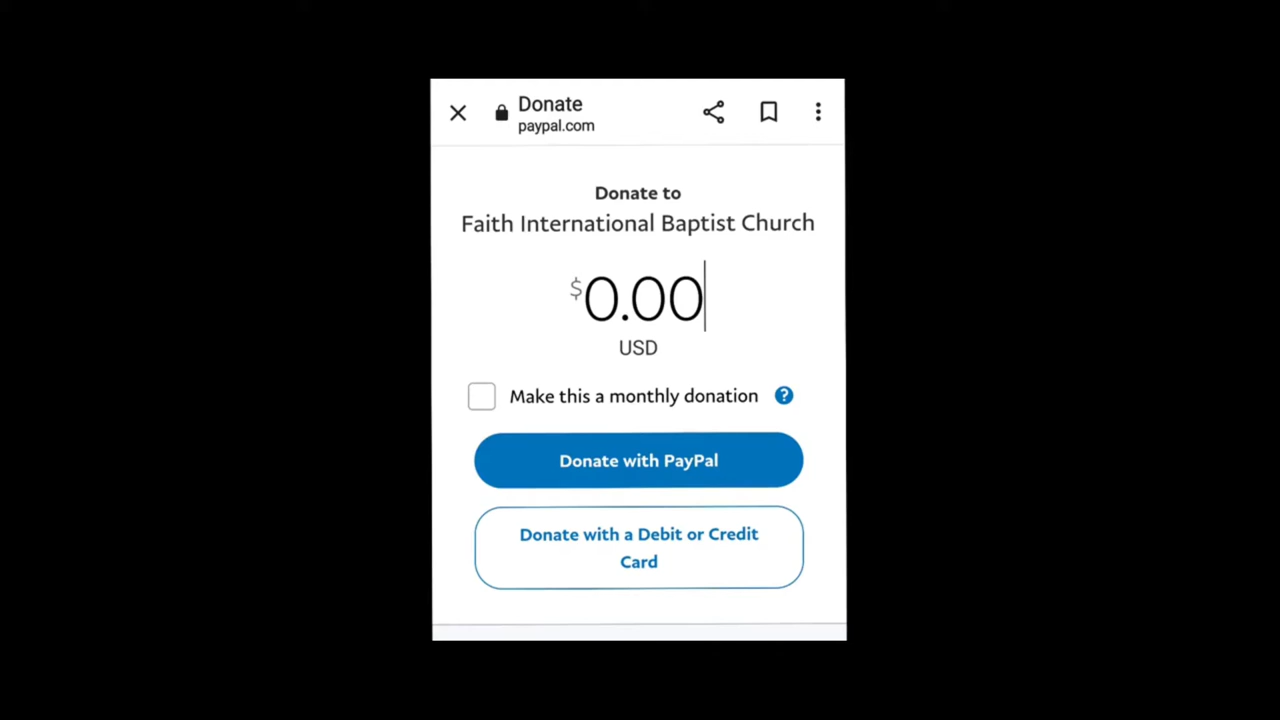 Donate
paypal.com
Donate to
Faith International Baptist Church
$0.00
USD
Make this a monthly donation ?
Donate with PayPal
Donate with a Debit or Credit
Card